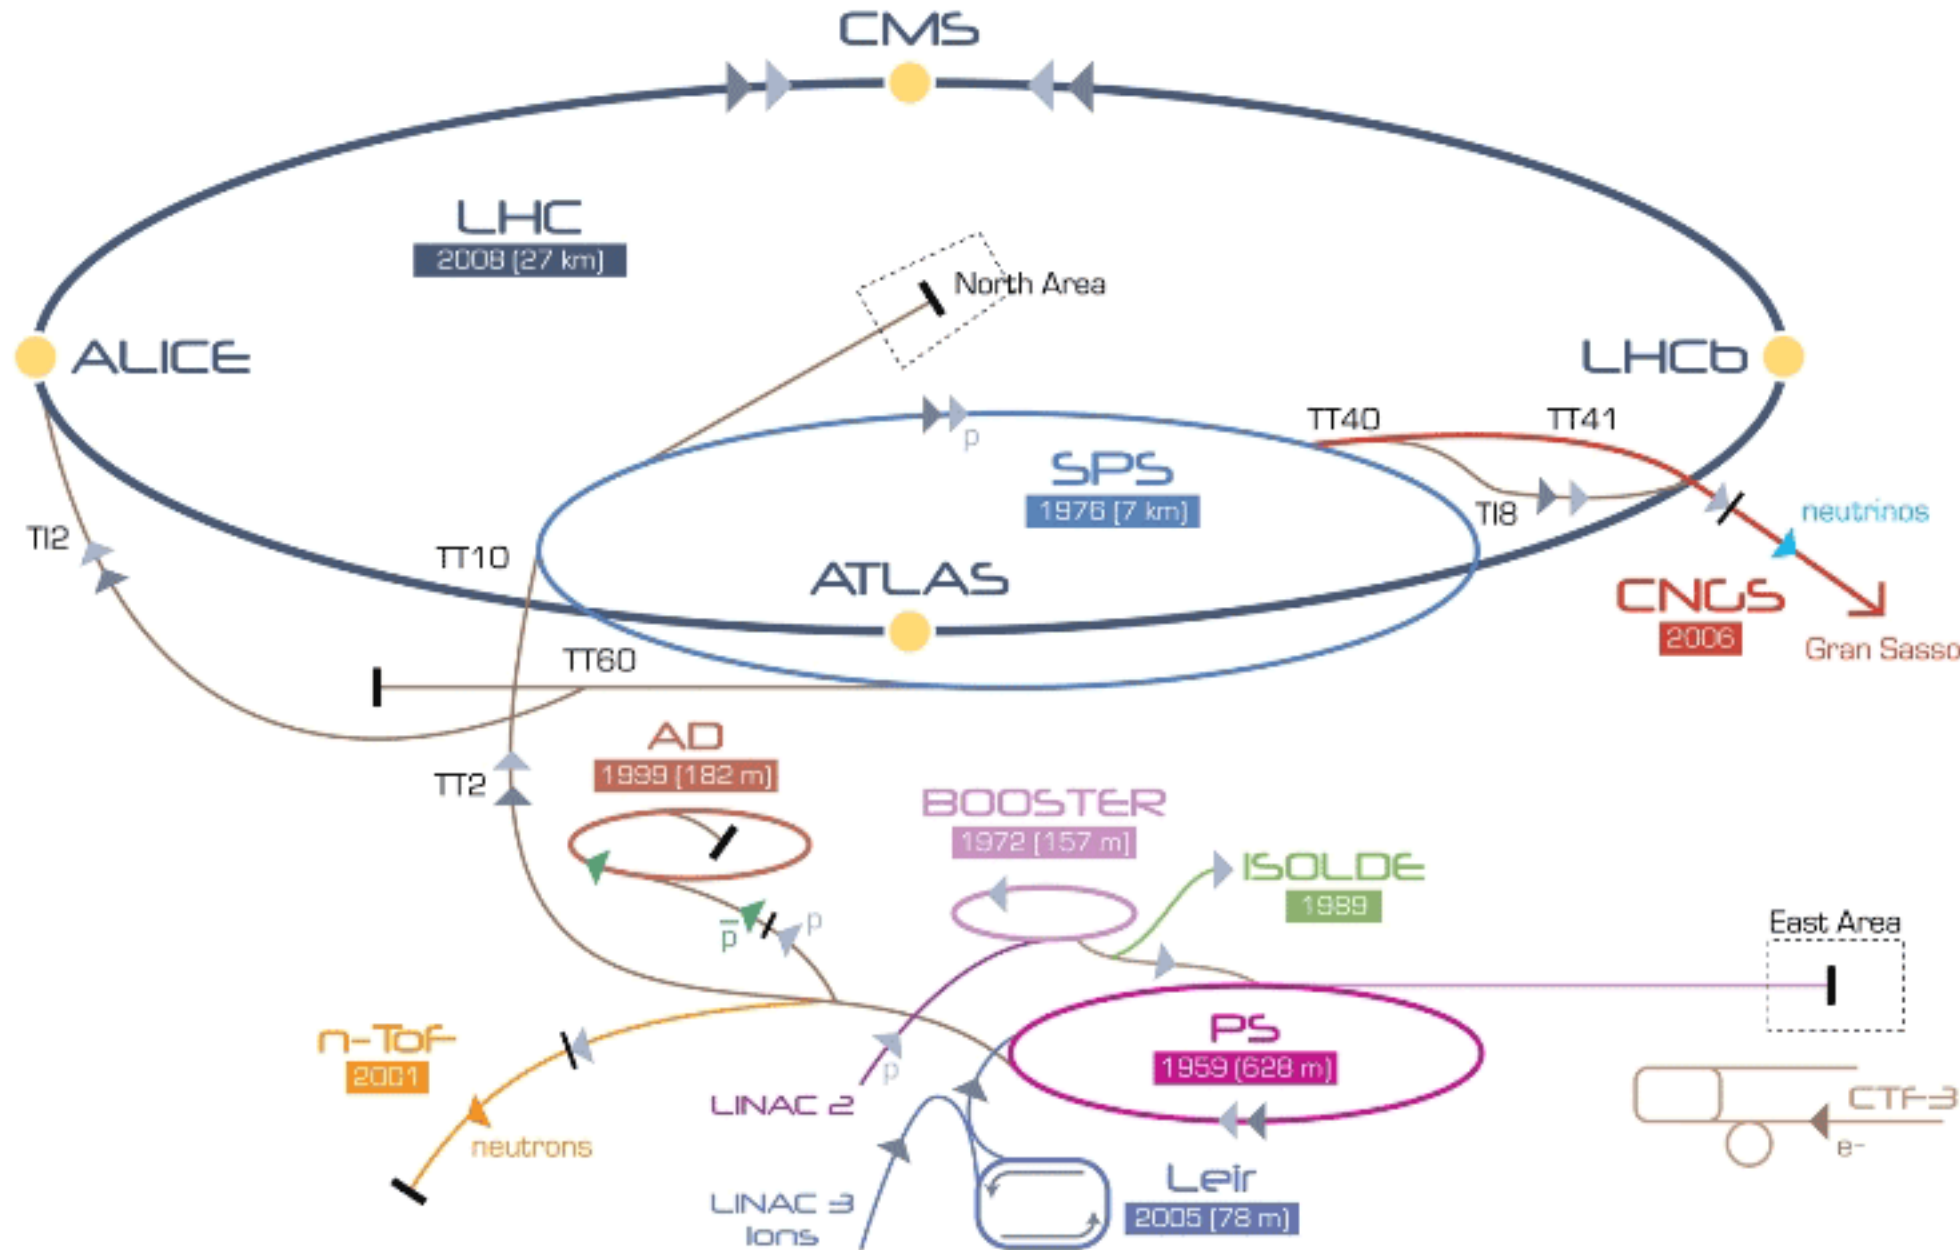 CMS
LHC
2008 (27 km)
North Area
ALICE
LHCb
p
TT40
TT41
SPS
1976 (7 km)
TI8
neutrinos
TI2
TT10
ATLAS
CNGS
2006
Gran Sasso
TT60
AD
1999 (182 m)
TT2
BOOSTER
1972 (157 m)
ISOLDE
1989
East Area
p̅
p
n-Tof
2001
PS
1959 (628 m)
p
LINAC 2
neutrons
CTF-3
e-
LINAC 3
Ions
Leir
2005 (78 m)